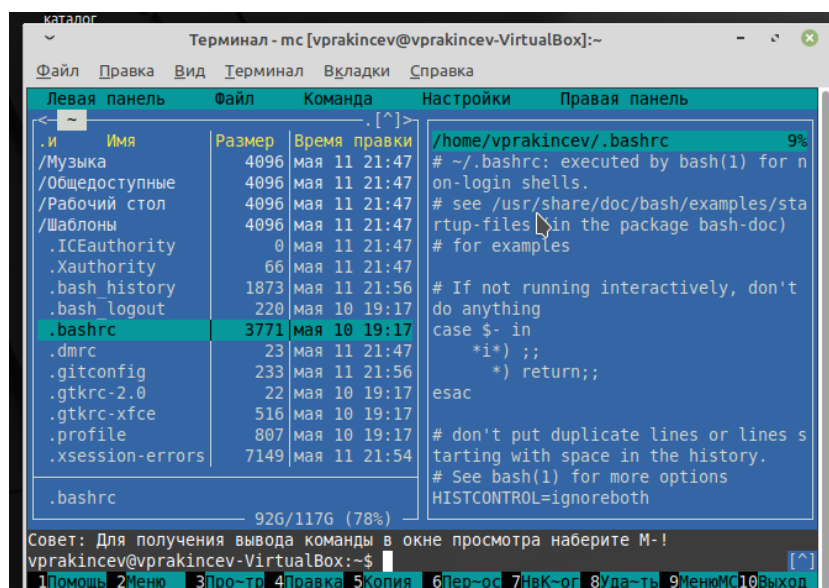 каталог
Терминал - mc [vprakincev@vprakincev-VirtualBox]:~
Файл Правка Вид Терминал Вкладки Справка
Левая панель Файл Команда Настройки Правая панель
<- ~ .[^]>
.и Имя Размер Время правки
/Музыка 4096 мая 11 21:47
/Общедоступные 4096 мая 11 21:47
/Рабочий стол 4096 мая 11 21:47
/Шаблоны 4096 мая 11 21:47
.ICEauthority 0 мая 11 21:47
.Xauthority 66 мая 11 21:47
.bash_history 1873 мая 11 21:56
.bash_logout 220 мая 10 19:17
.bashrc 3771 мая 10 19:17
.dmrc 23 мая 11 21:47
.gitconfig 233 мая 11 21:56
.gtkrc-2.0 22 мая 10 19:17
.gtkrc-xfce 516 мая 10 19:17
.profile 807 мая 10 19:17
.xsession-errors 7149 мая 11 21:54
.bashrc
92G/117G (78%)
/home/vprakincev/.bashrc 9%
# ~/.bashrc: executed by bash(1) for n
on-login shells.
# see /usr/share/doc/bash/examples/sta
rtup-files (in the package bash-doc)
# for examples
# If not running interactively, don't
do anything
case $- in
*i*) ;;
*) return;;
esac
# don't put duplicate lines or lines s
tarting with space in the history.
# See bash(1) for more options
HISTCONTROL=ignoreboth
Совет: Для получения вывода команды в окне просмотра наберите M-!
vprakincev@vprakincev-VirtualBox:~$ [^]
1Помощь 2Меню 3Про~тр 4Правка 5Копия 6Пер~ос 7НвК~ог 8Уда~ть 9МенюMC 10Выход